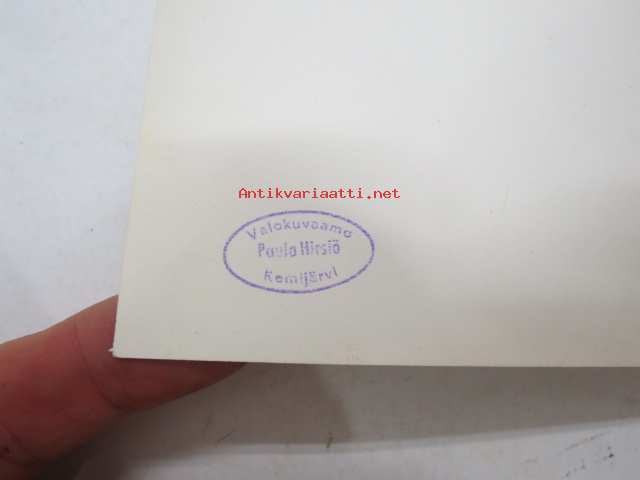 Antikvariaatti.net
Valokuvaamo
Paula Hirsiö
Kemijärvi